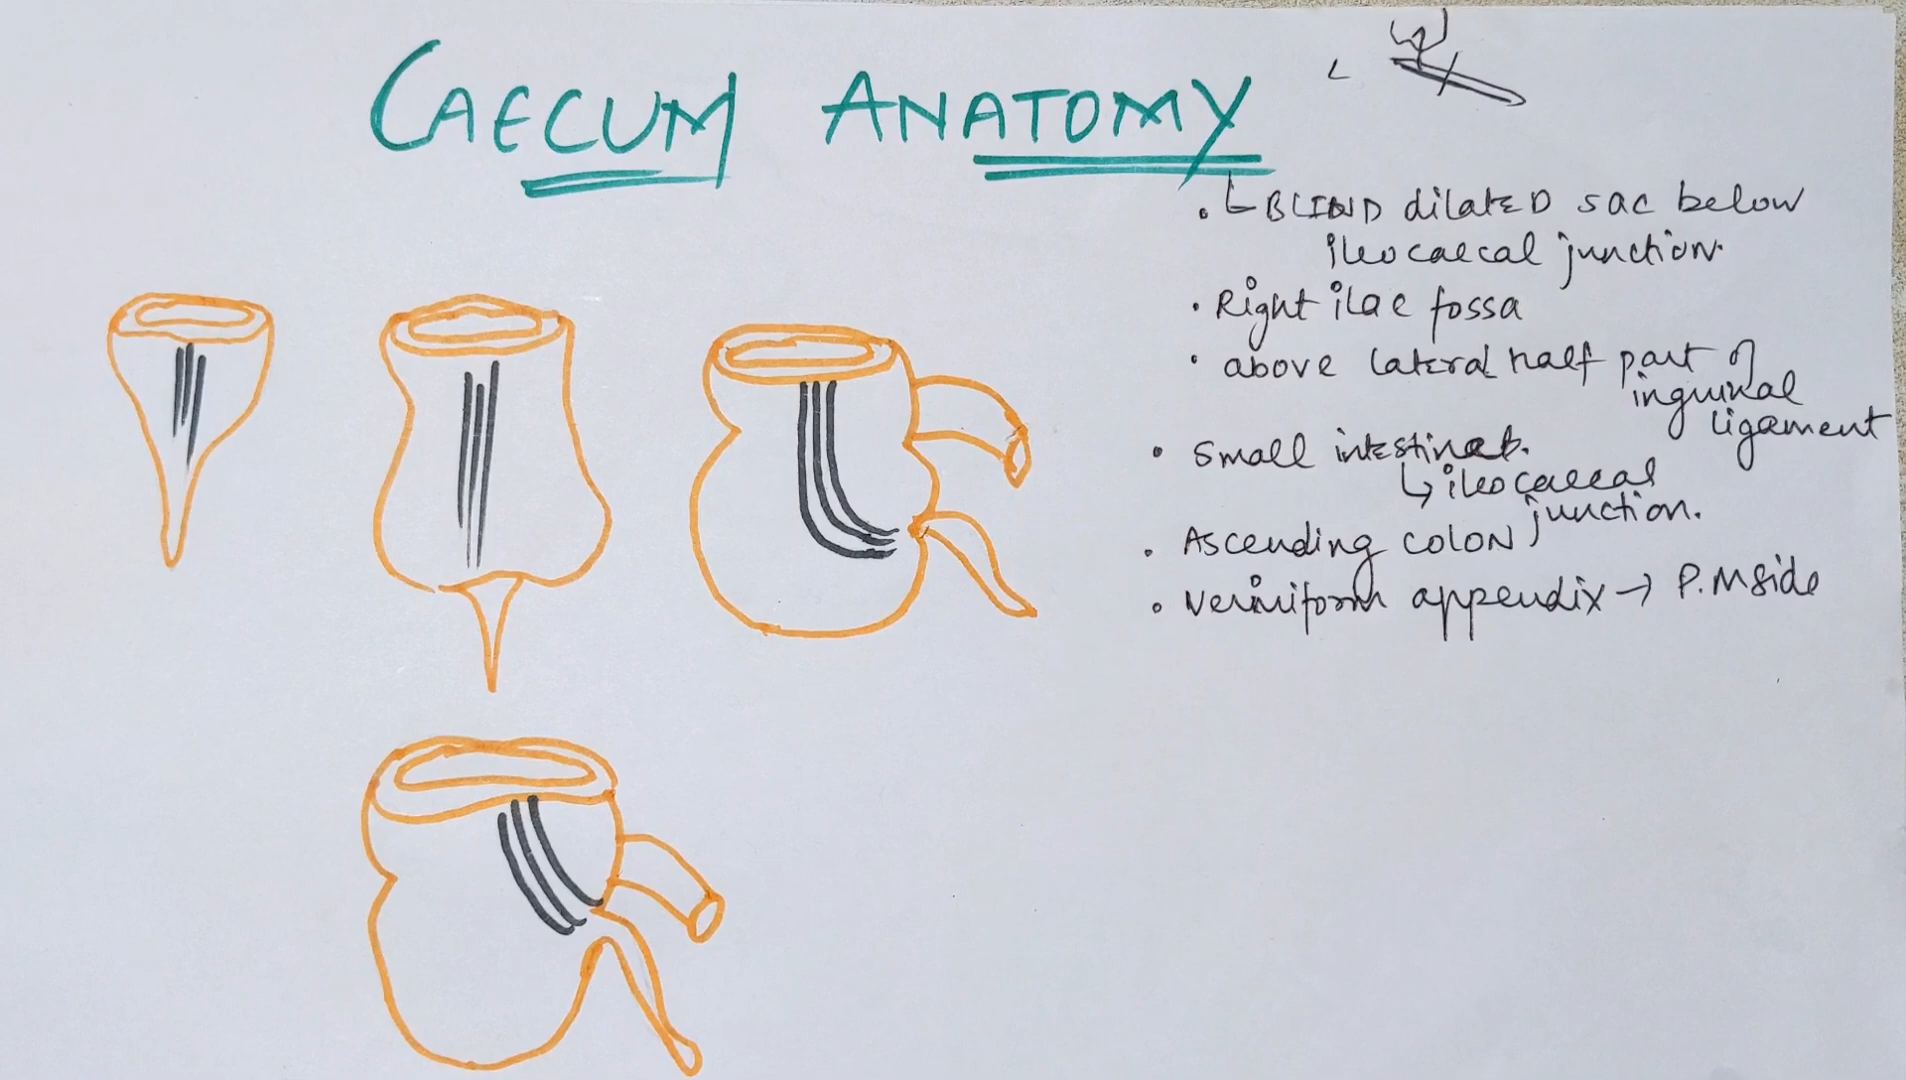 CAECUM ANATOMY
• ↳ BLIND dilateD sac below
ileocaecal junction.
• Right ilac fossa
• above lateral half part of
inguinal
ligament
• Small intestine
↳ ileocaecal
junction.
• Ascending COLON
• Vermiform appendix → P.M side